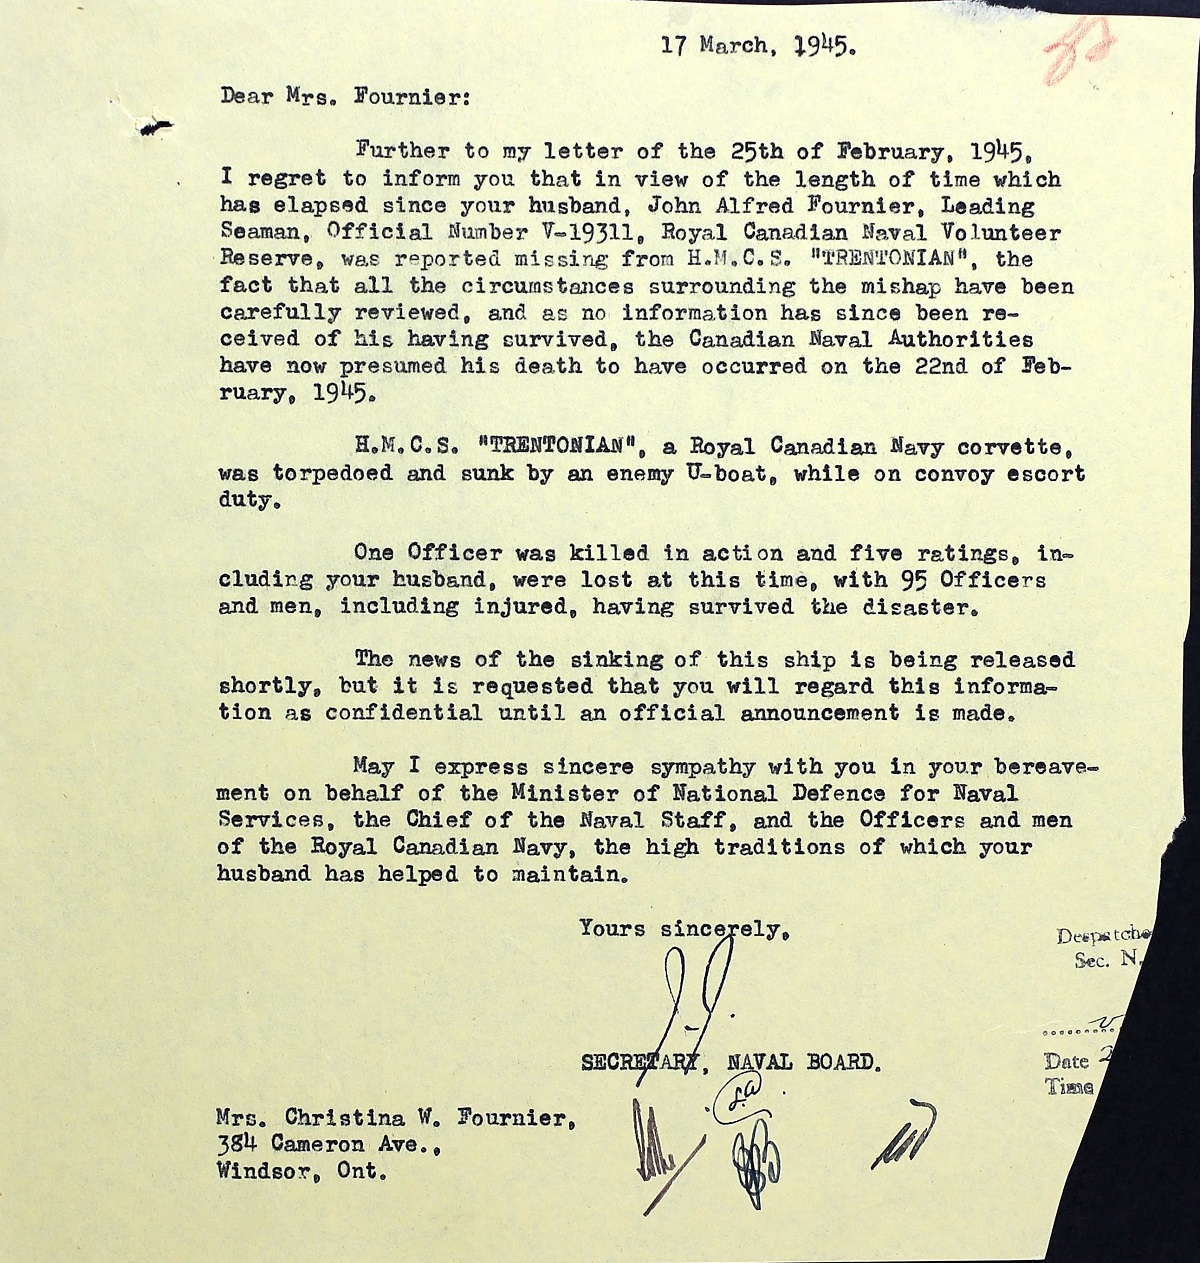 17 March, 1945.
Dear Mrs. Fournier:
Further to my letter of the 25th of February, 1945,
I regret to inform you that in view of the length of time which
has elapsed since your husband, John Alfred Fournier, Leading
Seaman, Official Number V-19311, Royal Canadian Naval Volunteer
Reserve, was reported missing from H.M.C.S. "TRENTONIAN", the
fact that all the circumstances surrounding the mishap have been
carefully reviewed, and as no information has since been re-
ceived of his having survived, the Canadian Naval Authorities
have now presumed his death to have occurred on the 22nd of Feb-
ruary, 1945.
H.M.C.S. "TRENTONIAN", a Royal Canadian Navy corvette,
was torpedoed and sunk by an enemy U-boat, while on convoy escort
duty.
One Officer was killed in action and five ratings, in-
cluding your husband, were lost at this time, with 95 Officers
and men, including injured, having survived the disaster.
The news of the sinking of this ship is being released
shortly, but it is requested that you will regard this informa-
tion as confidential until an official announcement is made.
May I express sincere sympathy with you in your bereave-
ment on behalf of the Minister of National Defence for Naval
Services, the Chief of the Naval Staff, and the Officers and men
of the Royal Canadian Navy, the high traditions of which your
husband has helped to maintain.
Yours sincerely,
SECRETARY, NAVAL BOARD.
Mrs. Christina W. Fournier,
384 Cameron Ave.,
Windsor, Ont.
Despatche
Sec. N.
Date 2
Time